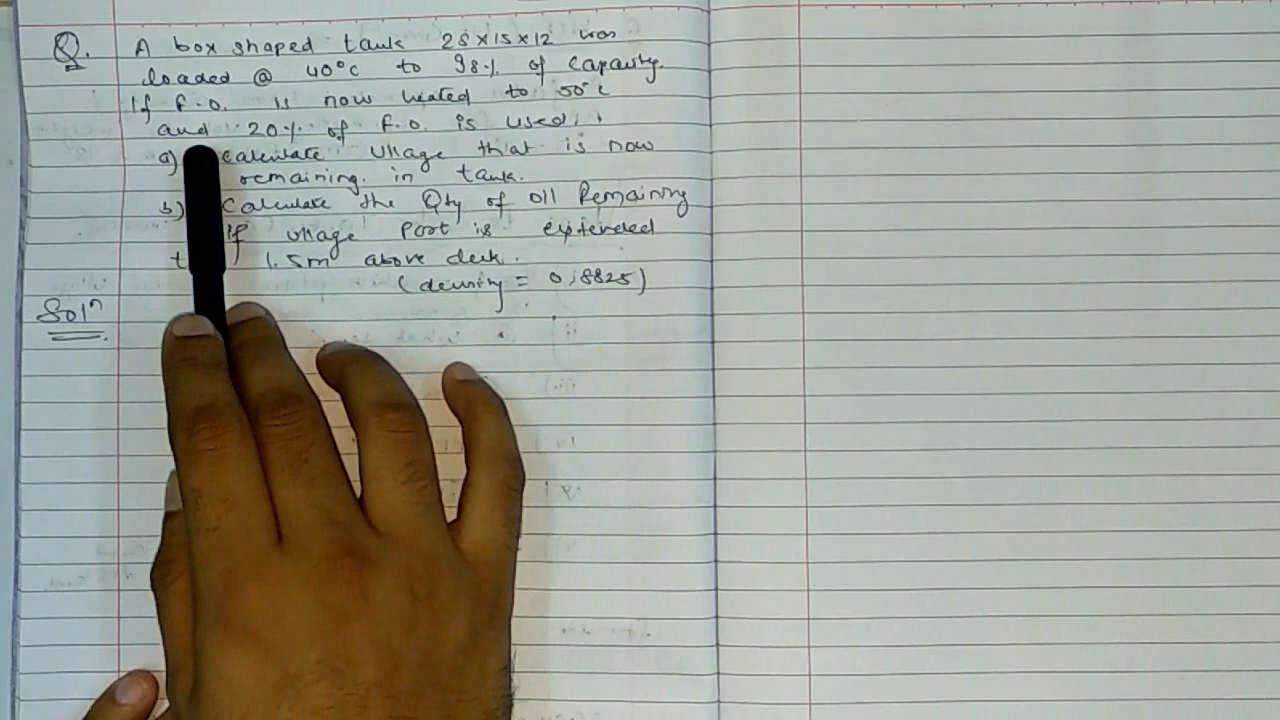 Q. A box shaped tank 25×15×12 was
loaded @ 40°c to 98% of capacity.
If F.O. is now heated to 50°c
and 20% of F.O. is used.
a) calculate ullage that is now
remaining in tank.
b) Calculate the Qty of oil Remaining
if ullage port is extended
t 1.5m above deck.
(density = 0.8825)
Solⁿ